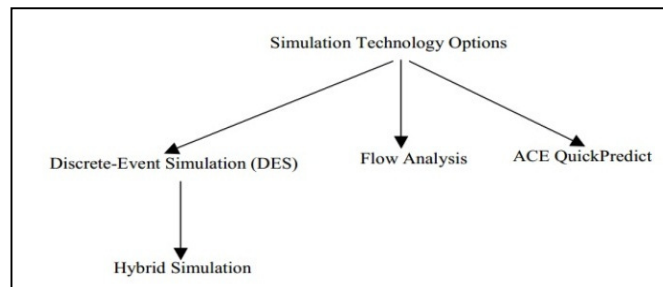 Simulation Technology Options
Discrete-Event Simulation (DES)
Flow Analysis
ACE QuickPredict
Hybrid Simulation